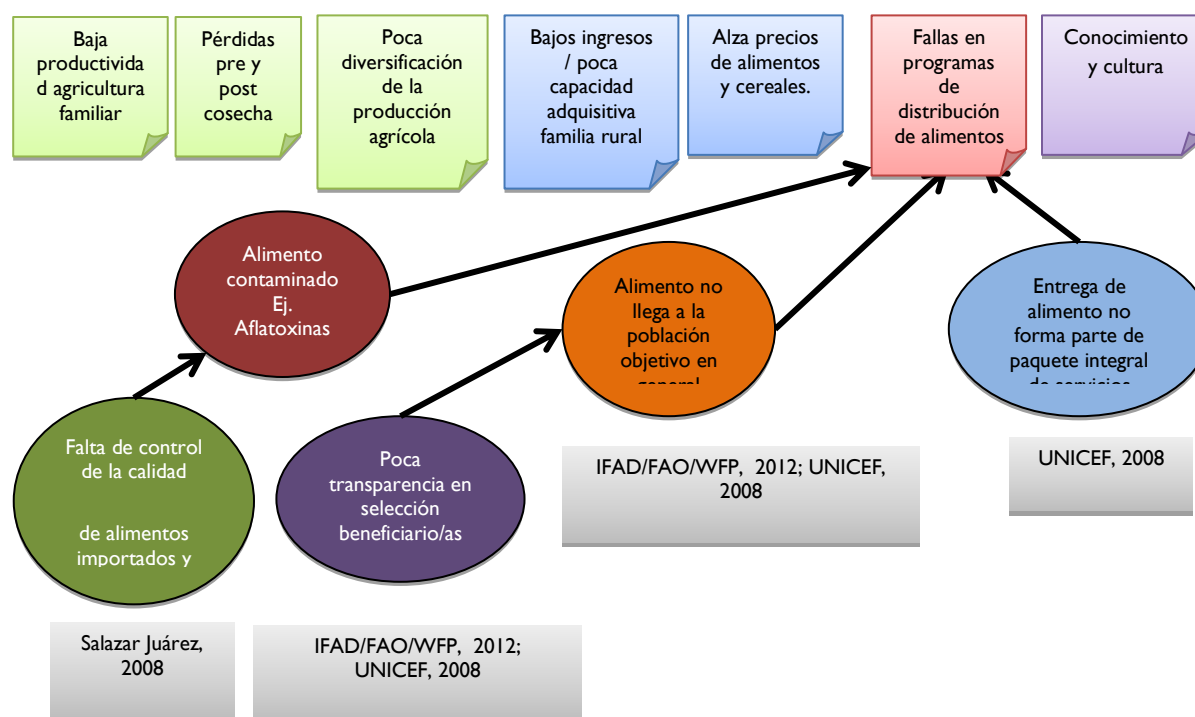 Baja
productivida
d agricultura
familiar
Pérdidas
pre y
post
cosecha
Poca
diversificación
de la
producción
agrícola
Bajos ingresos
/ poca
capacidad
adquisitiva
familia rural
Alza precios
de alimentos
y cereales.
Fallas en
programas
de
distribución
de alimentos
Conocimiento
y cultura
Alimento
contaminado
Ej.
Aflatoxinas
Alimento no
llega a la
población
objetivo en
general
Entrega de
alimento no
forma parte de
paquete integral
de servicios
Falta de control
de la calidad
de alimentos
importados y
Poca
transparencia en
selección
beneficiario/as
IFAD/FAO/WFP, 2012; UNICEF,
2008
UNICEF, 2008
Salazar Juárez,
2008
IFAD/FAO/WFP, 2012;
UNICEF, 2008